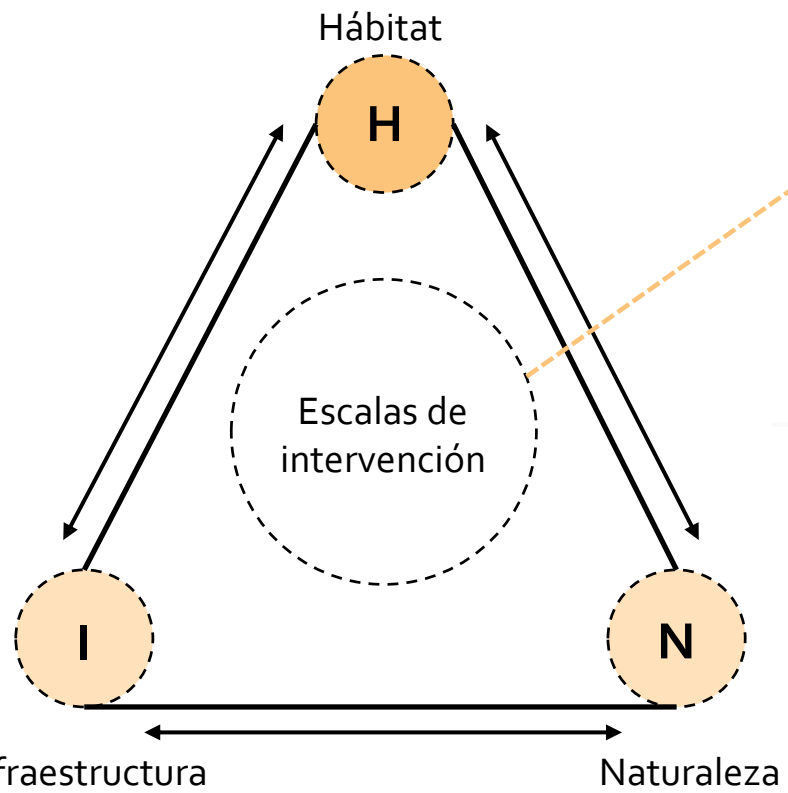 Hábitat
H
Escalas de
intervención
I
N
fraestructura
Naturaleza